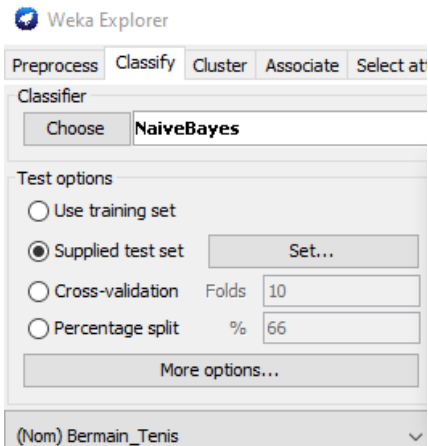 Weka Explorer
Preprocess Classify Cluster Associate Select att
Classifier
Choose NaiveBayes
Test options
Use training set
Supplied test set Set...
Cross-validation Folds 10
Percentage split % 66
More options...
(Nom) Bermain_Tenis